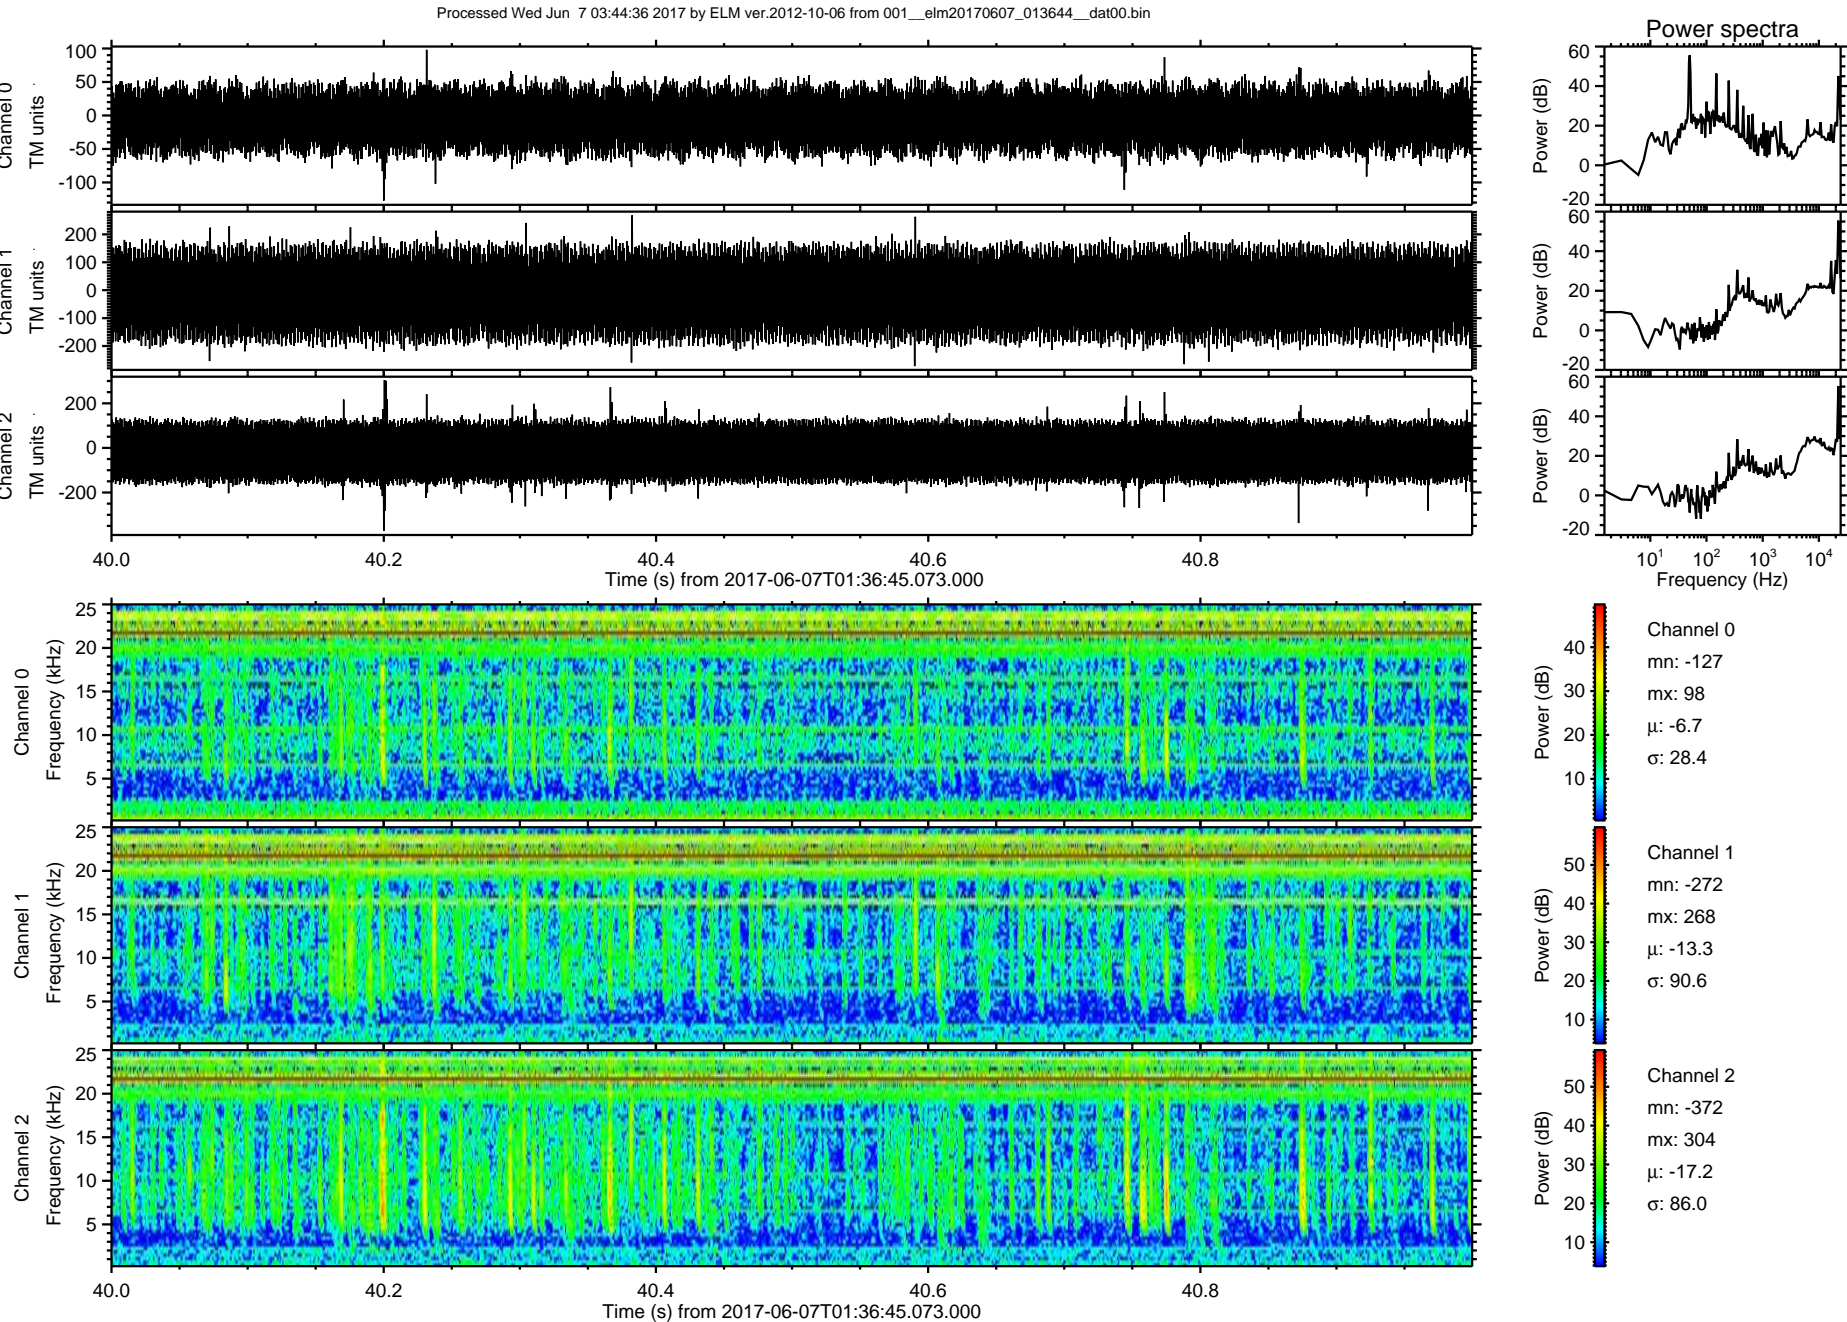 Processed Wed Jun  7 03:44:36 2017 by ELM ver.2012-10-06 from 001__elm20170607_013644__dat00.bin
Power spectra
Channel 0
TM units
100
50
0
-50
-100
Power (dB)
60
40
20
0
-20
Channel 1
TM units
200
100
0
-100
-200
Power (dB)
60
40
20
0
-20
Channel 2
TM units
200
0
-200
Power (dB)
60
40
20
0
-20
40.0 40.2 40.4 40.6 40.8
Time (s) from 2017-06-07T01:36:45.073.000
10^1 10^2 10^3 10^4
Frequency (Hz)
Channel 0
Frequency (kHz)
25
20
15
10
5
Power (dB)
40
30
20
10
Channel 0
mn: -127
mx: 98
μ: -6.7
σ: 28.4
Channel 1
Frequency (kHz)
25
20
15
10
5
Power (dB)
50
40
30
20
10
Channel 1
mn: -272
mx: 268
μ: -13.3
σ: 90.6
Channel 2
Frequency (kHz)
25
20
15
10
5
Power (dB)
50
40
30
20
10
Channel 2
mn: -372
mx: 304
μ: -17.2
σ: 86.0
40.0 40.2 40.4 40.6 40.8
Time (s) from 2017-06-07T01:36:45.073.000